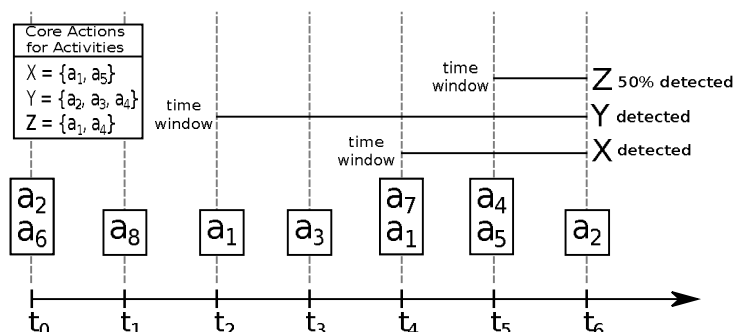 Core Actions
for Activities
X = {a₁, a₅}
Y = {a₂, a₃, a₄}
Z = {a₁, a₄}
time
window
Z 50% detected
time
window
Y detected
time
window
X detected
a₂
a₆
a₈
a₁
a₃
a₇
a₁
a₄
a₅
a₂
t₀ t₁ t₂ t₃ t₄ t₅ t₆